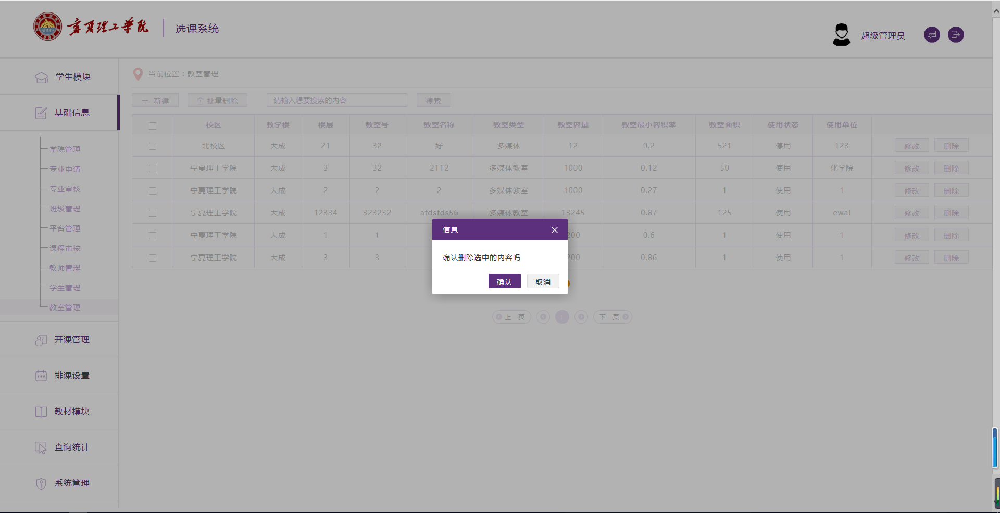 宁夏理工学院 选课系统
超级管理员
学生模块
基础信息
学院管理
专业申请
专业审核
班级管理
平台管理
课程审核
教师管理
学生管理
教室管理
开课管理
排课设置
教材模块
查询统计
系统管理
当前位置：教室管理
新建 批量删除 请输入想要搜索的内容 搜索
校区 教学楼 楼层 教室号 教室名称 教室类型 教室容量 教室最小容积率 教室面积 使用状态 使用单位
北校区 大成 21 32 好 多媒体 12 0.2 521 停用 123 修改 删除
宁夏理工学院 大成 3 32 2112 多媒体教室 1000 0.12 50 使用 化学院 修改 删除
宁夏理工学院 大成 2 2 2 多媒体教室 1000 0.27 1 使用 1 修改 删除
宁夏理工学院 大成 12334 323232 afdsfds56 多媒体教室 13245 0.87 125 使用 ewai 修改 删除
宁夏理工学院 大成 1 1 200 0.6 1 使用 1 修改 删除
宁夏理工学院 大成 3 3 200 0.86 1 使用 1 修改 删除
信息
确认删除选中的内容吗
确认 取消
上一页 1 下一页